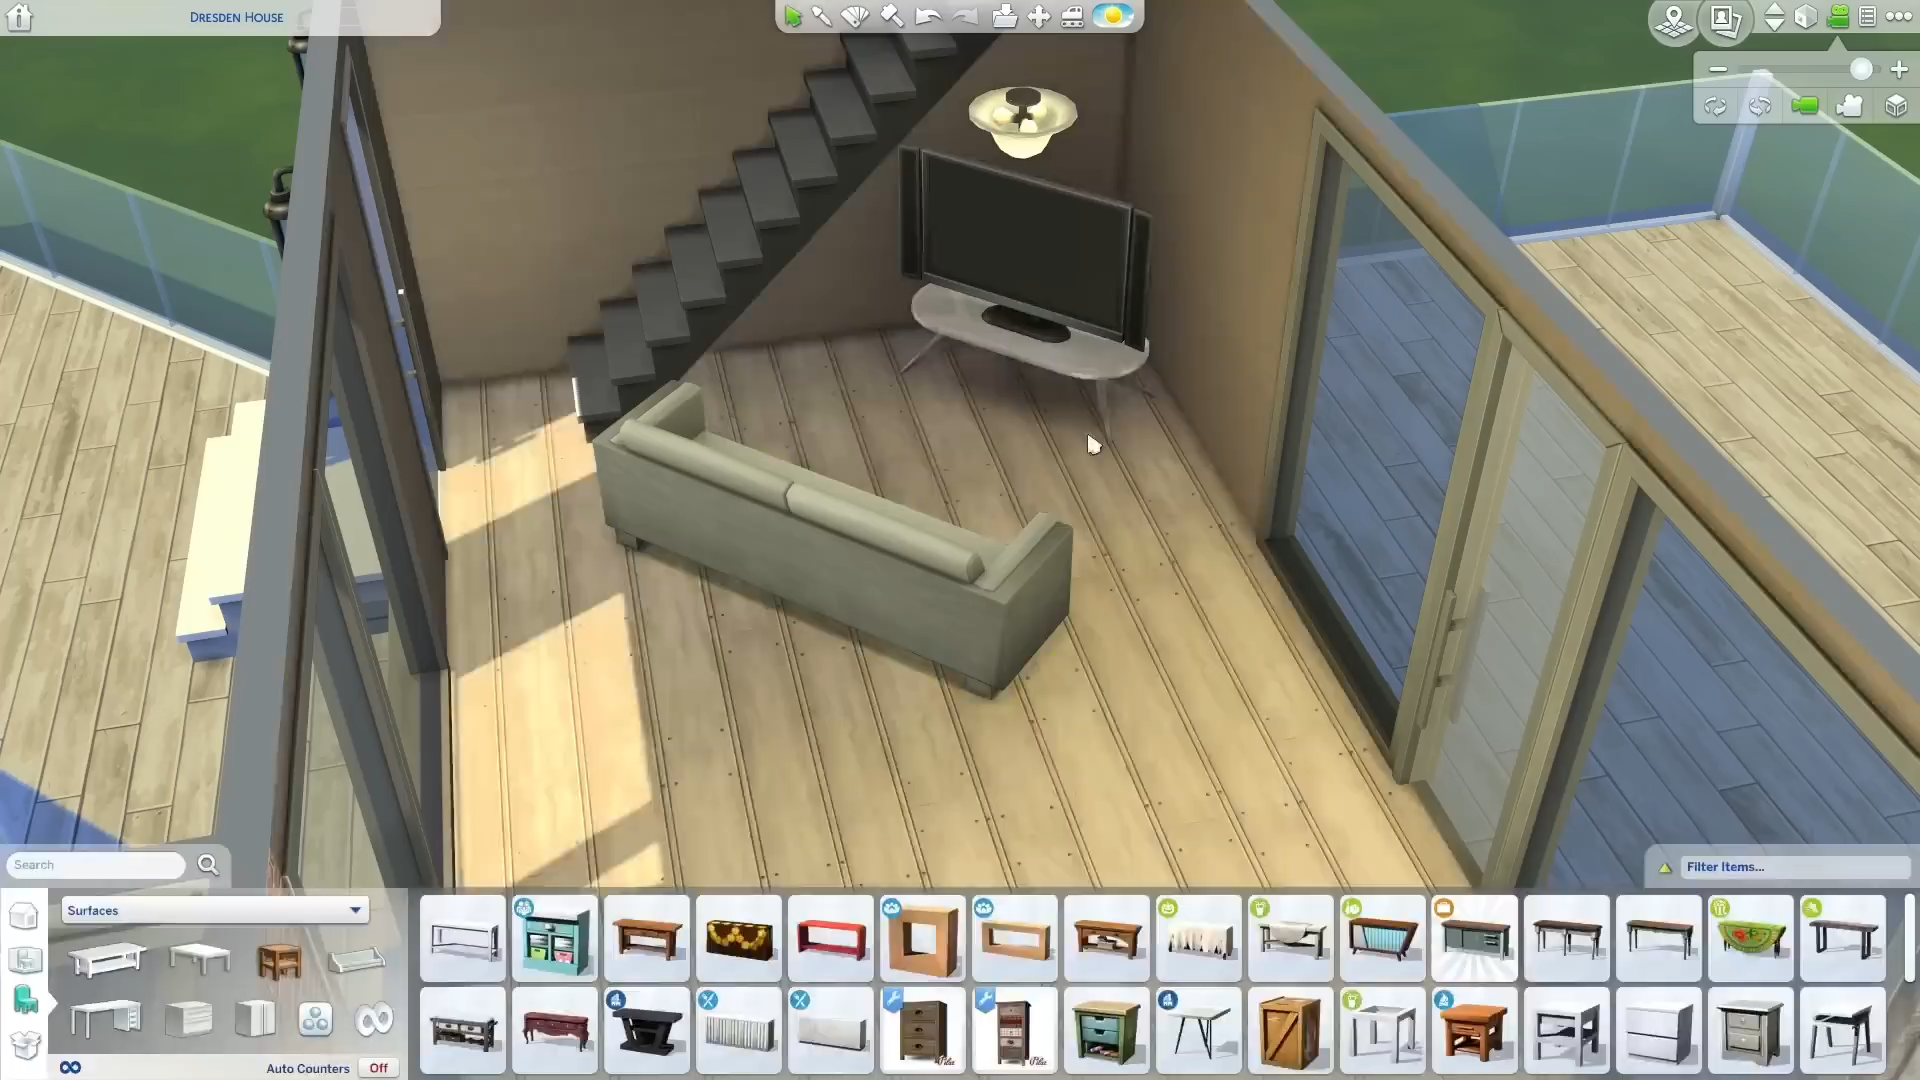 DRESDEN HOUSE
Search
Filter Items...
Surfaces
Auto Counters Off